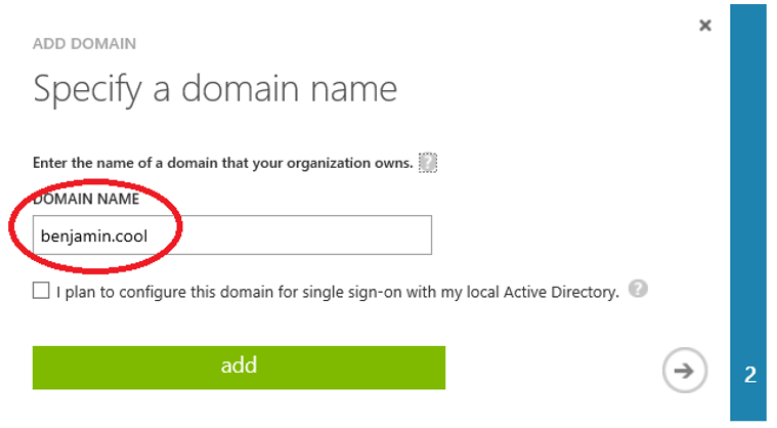 ADD DOMAIN
Specify a domain name
Enter the name of a domain that your organization owns. ?
DOMAIN NAME
benjamin.cool
I plan to configure this domain for single sign-on with my local Active Directory. ?
add
2